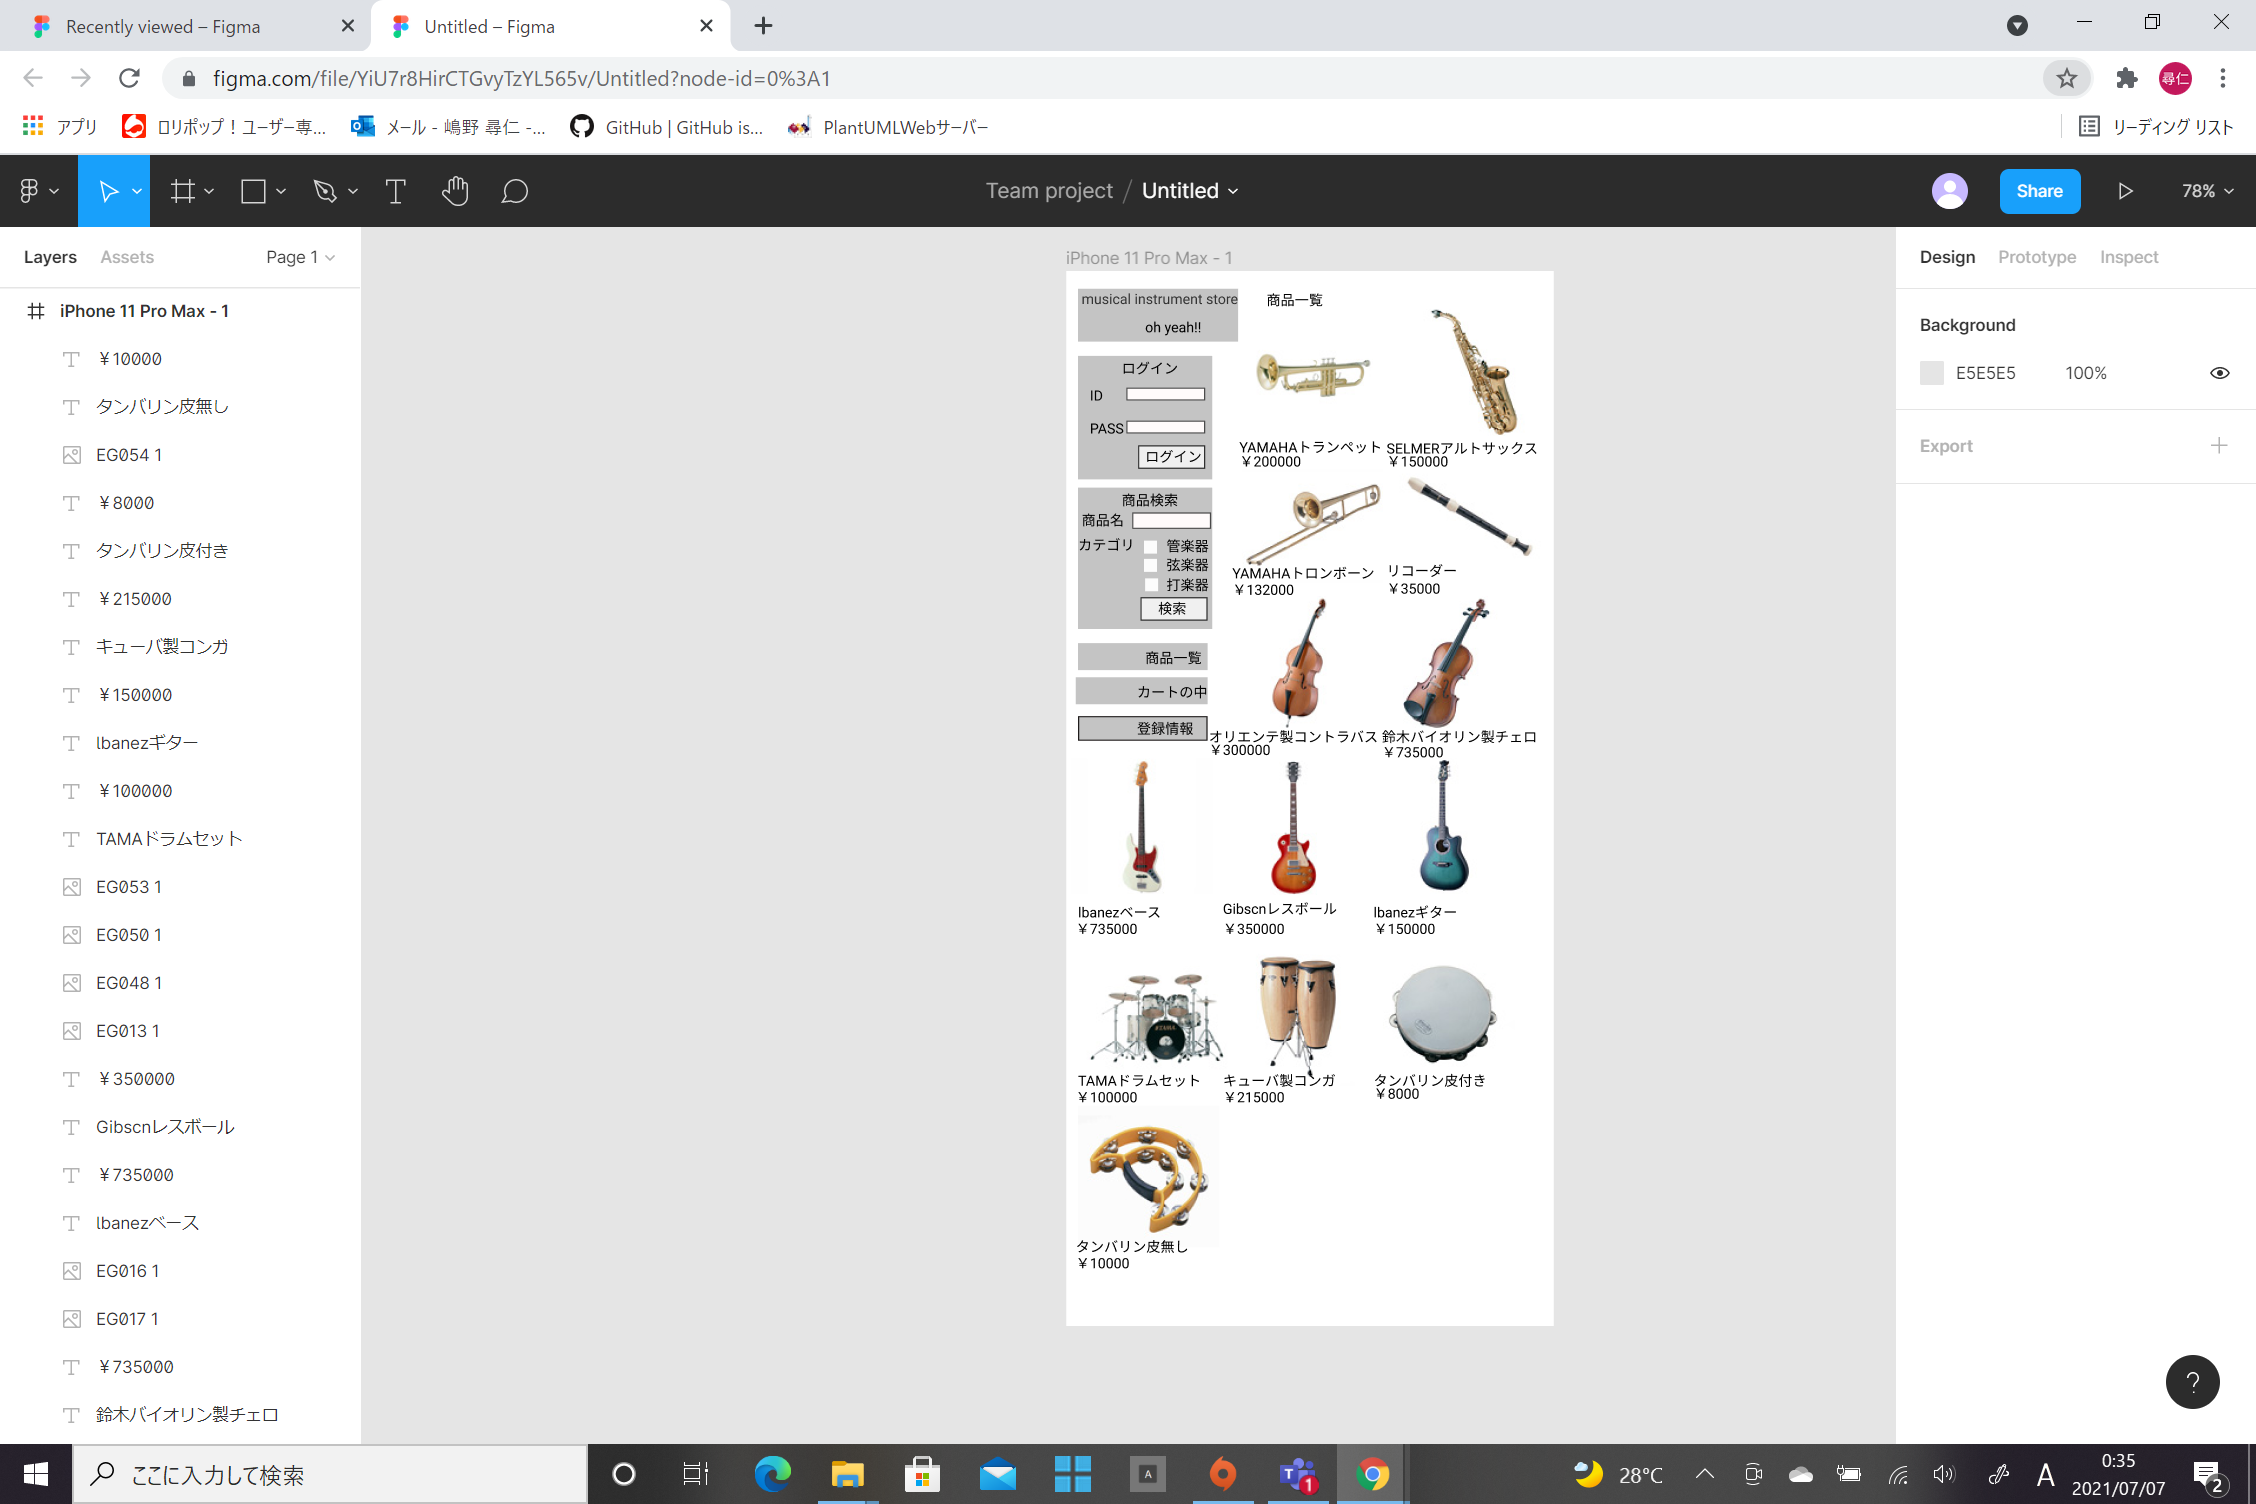 Recently viewed – Figma
Untitled – Figma
figma.com/file/YiU7r8HirCTGvyTzYL565v/Untitled?node-id=0%3A1
尋仁
アプリ
ロリポップ！ユーザー専...
メール - 嶋野 尋仁 -...
GitHub | GitHub is...
PlantUMLWebサーバー
リーディング リスト
Team project / Untitled
Share
78%
Layers
Assets
Page 1
iPhone 11 Pro Max - 1
￥10000
タンバリン皮無し
EG054 1
￥8000
タンバリン皮付き
￥215000
キューバ製コンガ
￥150000
Ibanezギター
￥100000
TAMAドラムセット
EG053 1
EG050 1
EG048 1
EG013 1
￥350000
Gibscnレスポール
￥735000
Ibanezベース
EG016 1
EG017 1
￥735000
鈴木バイオリン製チェロ
iPhone 11 Pro Max - 1
musical instrument store
oh yeah!!
商品一覧
ログイン
ID
PASS
ログイン
YAMAHAトランペット
￥200000
SELMERアルトサックス
￥150000
商品検索
商品名
カテゴリ
管楽器
弦楽器
打楽器
検索
YAMAHAトロンボーン
￥132000
リコーダー
￥35000
商品一覧
カートの中
登録情報
オリエンテ製コントラバス
￥300000
鈴木バイオリン製チェロ
￥735000
Ibanezベース
￥735000
Gibscnレスポール
￥350000
Ibanezギター
￥150000
TAMA
TAMAドラムセット
￥100000
キューバ製コンガ
￥215000
タンバリン皮付き
￥8000
タンバリン皮無し
￥10000
Design
Prototype
Inspect
Background
E5E5E5
100%
Export
?
ここに入力して検索
A
1
28°C
A
0:35
2021/07/07
2